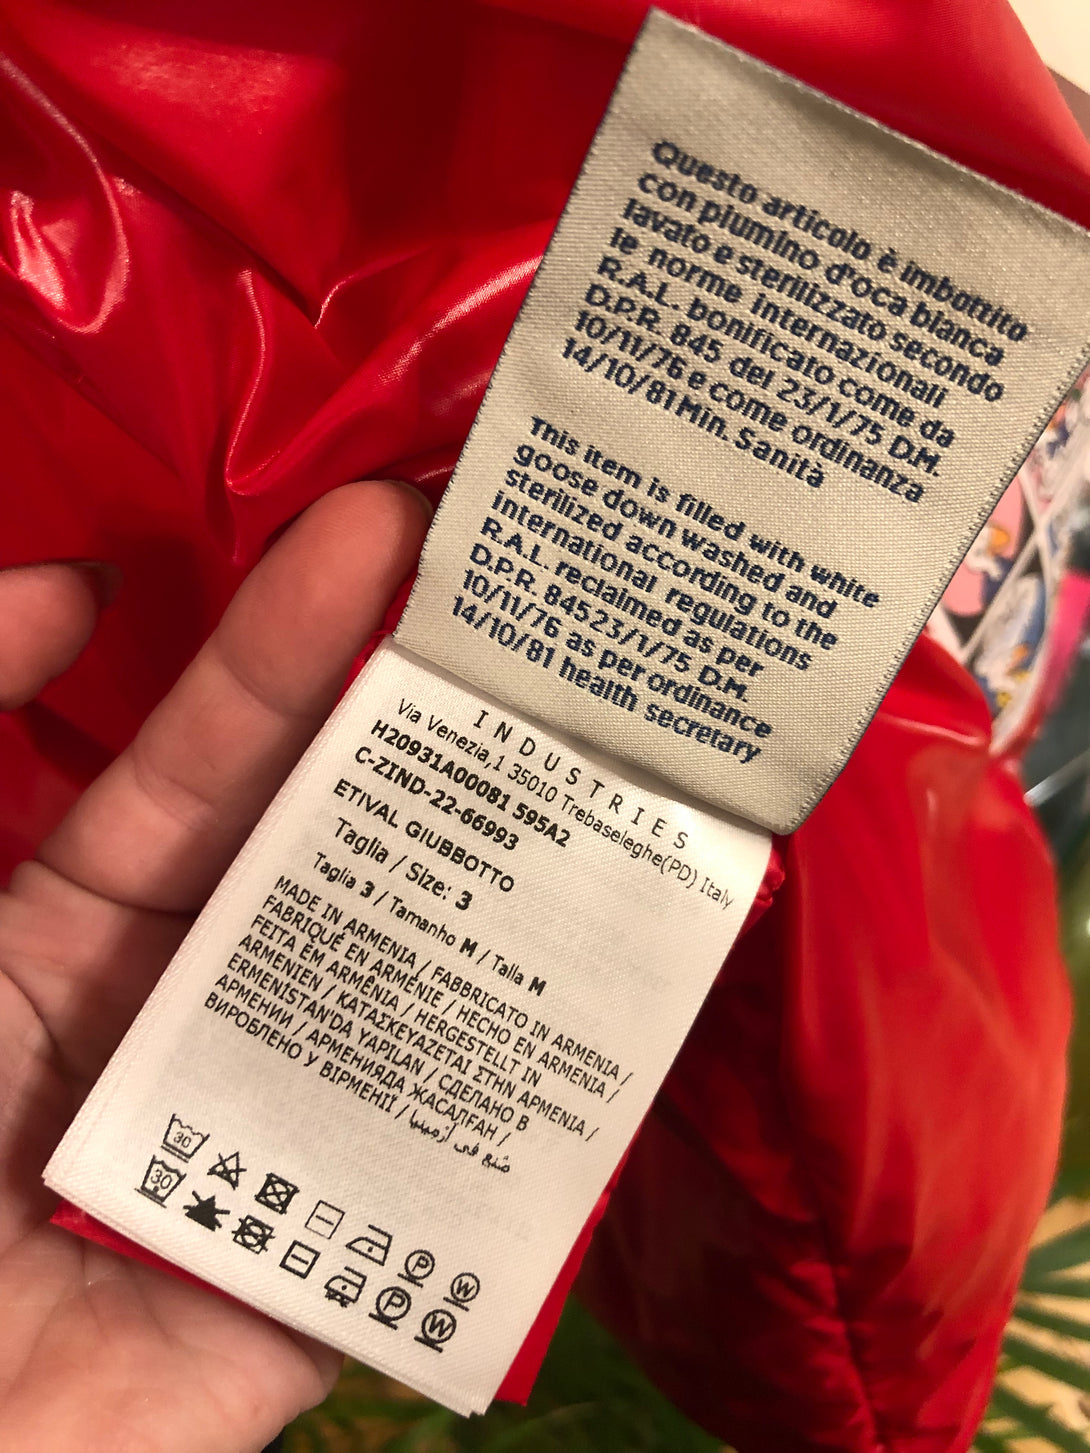 Questo articolo è imbottito
con piumino d'oca bianca
lavato e sterilizzato secondo
le norme internazionali
R.A.L. bonificato come da
D.P.R. 845 del 23/1/75 D.M.
10/11/76 e come ordinanza
14/10/81 Min. Sanità
This item is filled with white
goose down washed and
sterilized according to the
international regulations
R.A.L. reclaimed as per
D.P.R. 84523/1/75 D.M.
10/11/76 as per ordinance
14/10/81 health secretary
INDUSTRIES
Via Venezia,1 35010 Trebaseleghe(PD) Italy
H20931A00081 595A2
C-ZIND-22-66993
ETIVAL GIUBBOTTO
Taglia / Size: 3
Taglia 3 / Tamanho M / Talla M
MADE IN ARMENIA / FABBRICATO IN ARMENIA /
FABRIQUÉ EN ARMÉNIE / HECHO EN ARMENIA /
FEITA EM ARMÊNIA / HERGESTELLT IN
ARMENIEN / ΚΑΤΑΣΚΕΥΑΖΕΤΑΙ ΣΤΗΝ ΑΡΜΕΝΙΑ /
ERMENİSTAN'DA YAPILAN / СДЕЛАНО В
АРМЕНИИ / АРМЕНИЯДА ЖАСАЛҒАН /
ВИРОБЛЕНО У ВІРМЕНІЇ / صُنع في أرمينيا
30 P W
30 P W